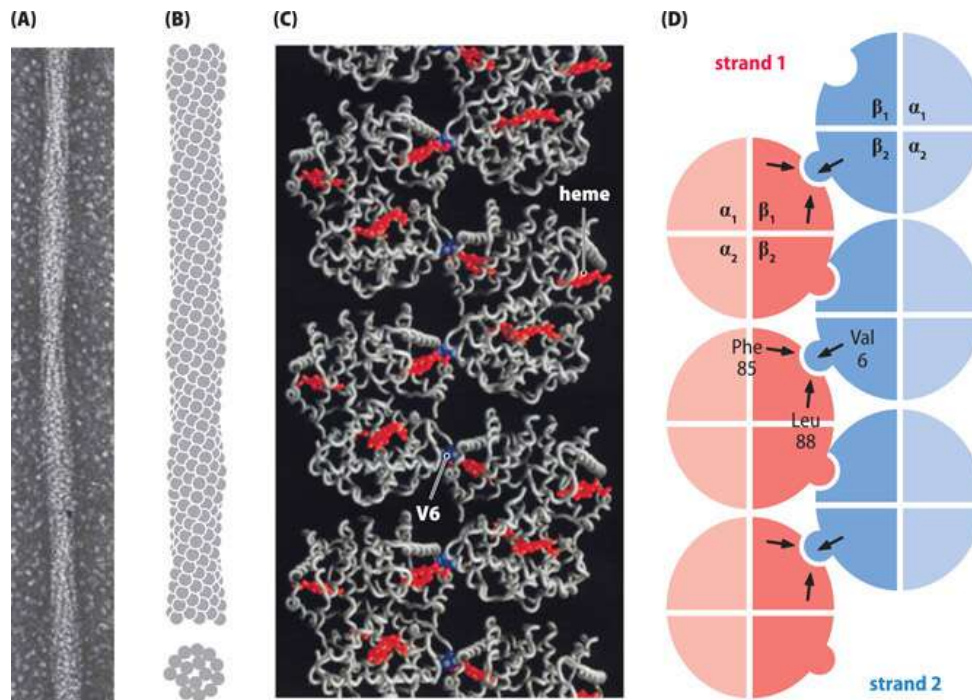 (A)
(B)
(C)
(D)
heme
V6
strand 1
β₁ α₁
β₂ α₂
α₁ β₁
α₂ β₂
Phe
85
Val
6
Leu
88
strand 2